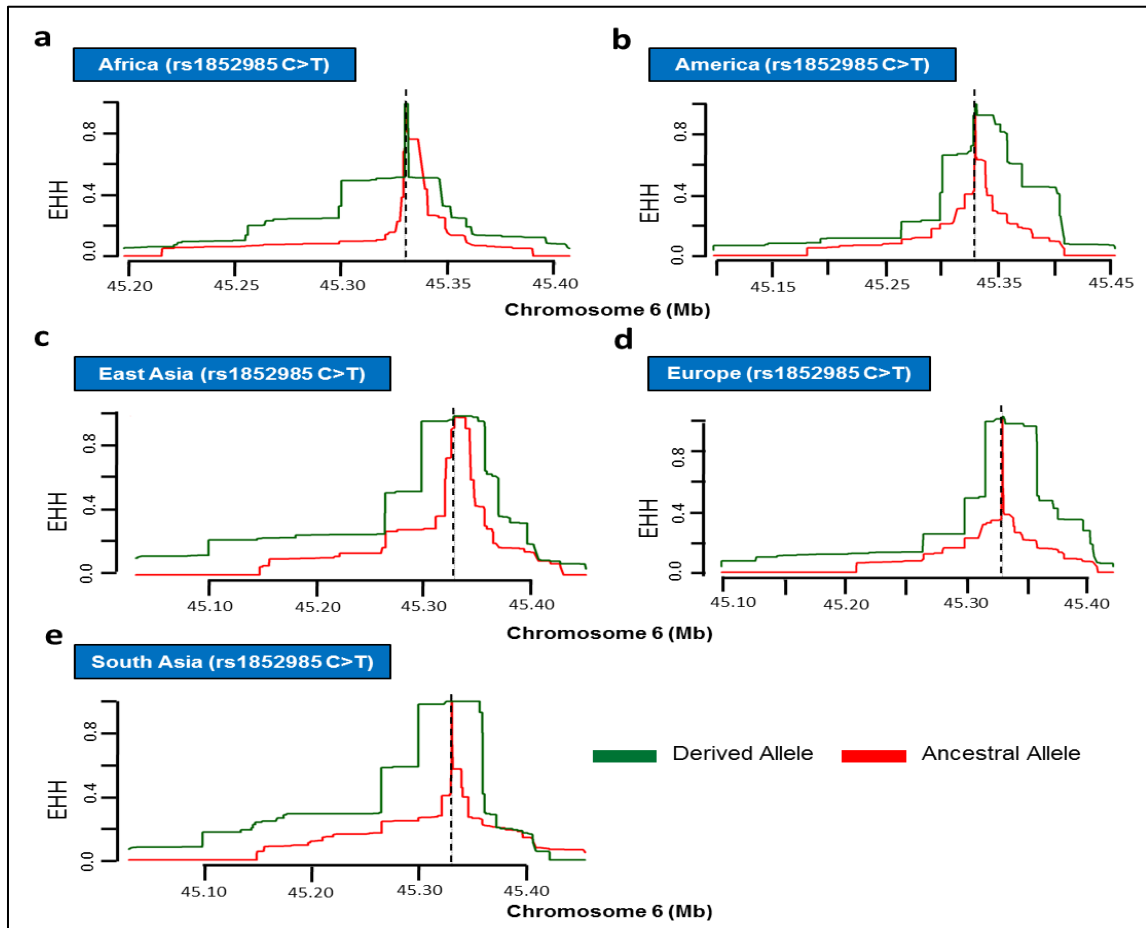 a
Africa (rs1852985 C>T)
b
America (rs1852985 C>T)
EHH
0.0 0.4 0.8
45.20 45.25 45.30 45.35 45.40
EHH
0.0 0.4 0.8
45.15 45.25 45.35 45.45
Chromosome 6 (Mb)
c
East Asia (rs1852985 C>T)
d
Europe (rs1852985 C>T)
EHH
0.0 0.4 0.8
45.10 45.20 45.30 45.40
EHH
0.0 0.4 0.8
45.10 45.20 45.30 45.40
Chromosome 6 (Mb)
e
South Asia (rs1852985 C>T)
EHH
0.0 0.4 0.8
45.10 45.20 45.30 45.40
Derived Allele Ancestral Allele
Chromosome 6 (Mb)